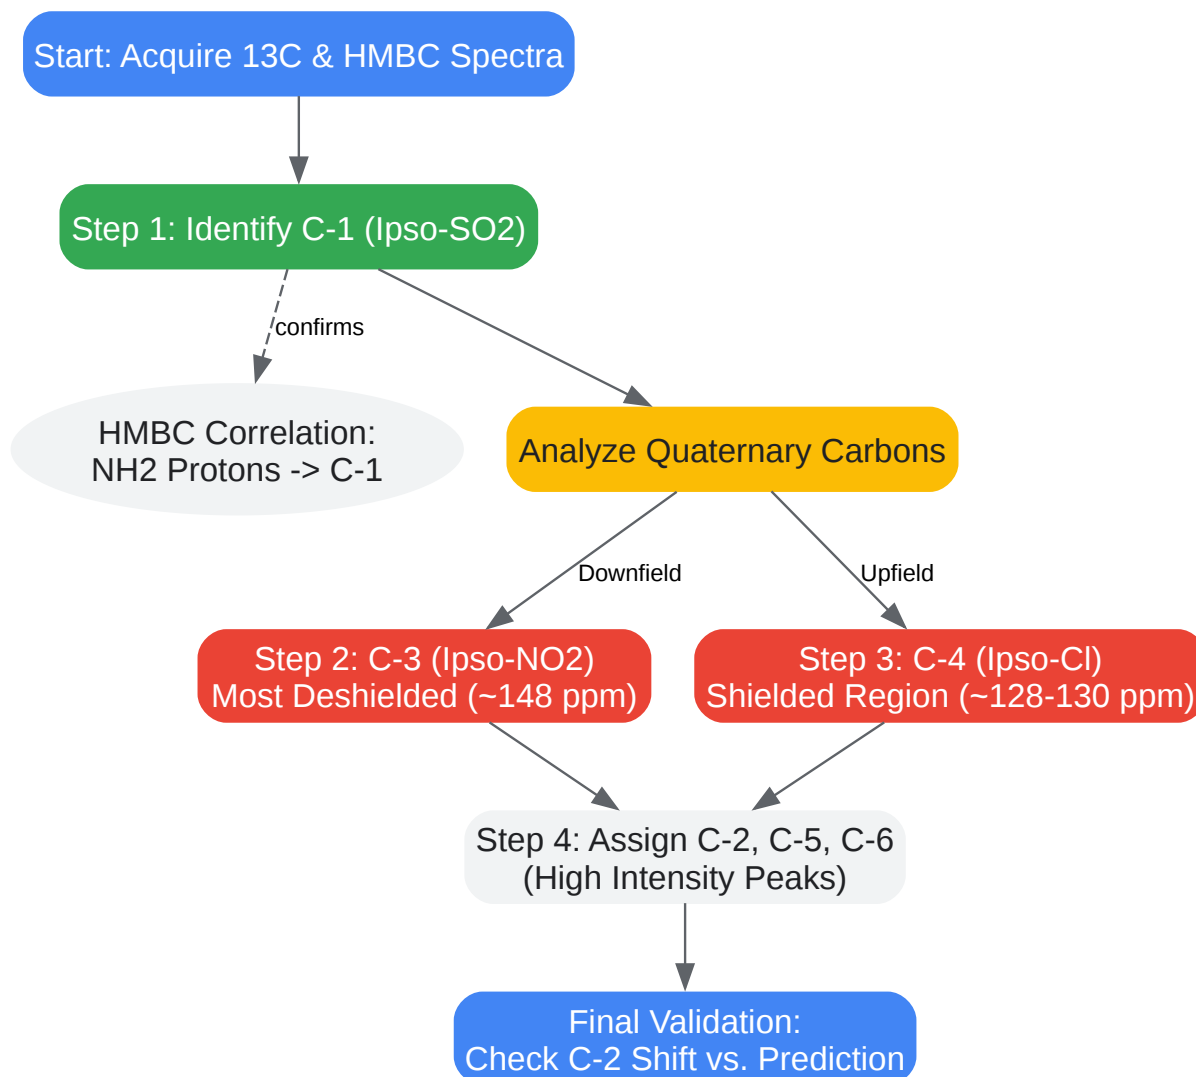 Start: Acquire 13C & HMBC Spectra
Step 1: Identify C-1 (Ipso-SO2)
confirms
HMBC Correlation:
NH2 Protons -> C-1
Analyze Quaternary Carbons
Downfield
Upfield
Step 2: C-3 (Ipso-NO2)
Most Deshielded (~148 ppm)
Step 3: C-4 (Ipso-Cl)
Shielded Region (~128-130 ppm)
Step 4: Assign C-2, C-5, C-6
(High Intensity Peaks)
Final Validation:
Check C-2 Shift vs. Prediction